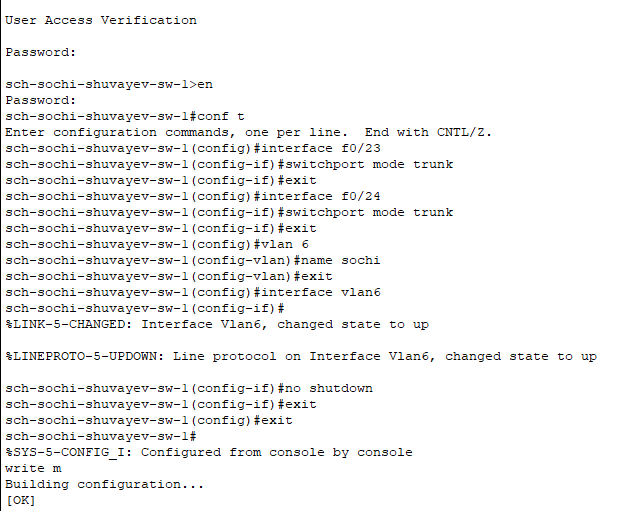 User Access Verification
Password:
sch-sochi-shuvayev-sw-1>en
Password:
sch-sochi-shuvayev-sw-1#conf t
Enter configuration commands, one per line.  End with CNTL/Z.
sch-sochi-shuvayev-sw-1(config)#interface f0/23
sch-sochi-shuvayev-sw-1(config-if)#switchport mode trunk
sch-sochi-shuvayev-sw-1(config-if)#exit
sch-sochi-shuvayev-sw-1(config)#interface f0/24
sch-sochi-shuvayev-sw-1(config-if)#switchport mode trunk
sch-sochi-shuvayev-sw-1(config-if)#exit
sch-sochi-shuvayev-sw-1(config)#vlan 6
sch-sochi-shuvayev-sw-1(config-vlan)#name sochi
sch-sochi-shuvayev-sw-1(config-vlan)#exit
sch-sochi-shuvayev-sw-1(config)#interface vlan6
sch-sochi-shuvayev-sw-1(config-if)#
%LINK-5-CHANGED: Interface Vlan6, changed state to up
%LINEPROTO-5-UPDOWN: Line protocol on Interface Vlan6, changed state to up
sch-sochi-shuvayev-sw-1(config-if)#no shutdown
sch-sochi-shuvayev-sw-1(config-if)#exit
sch-sochi-shuvayev-sw-1(config)#exit
sch-sochi-shuvayev-sw-1#
%SYS-5-CONFIG_I: Configured from console by console
write m
Building configuration...
[OK]